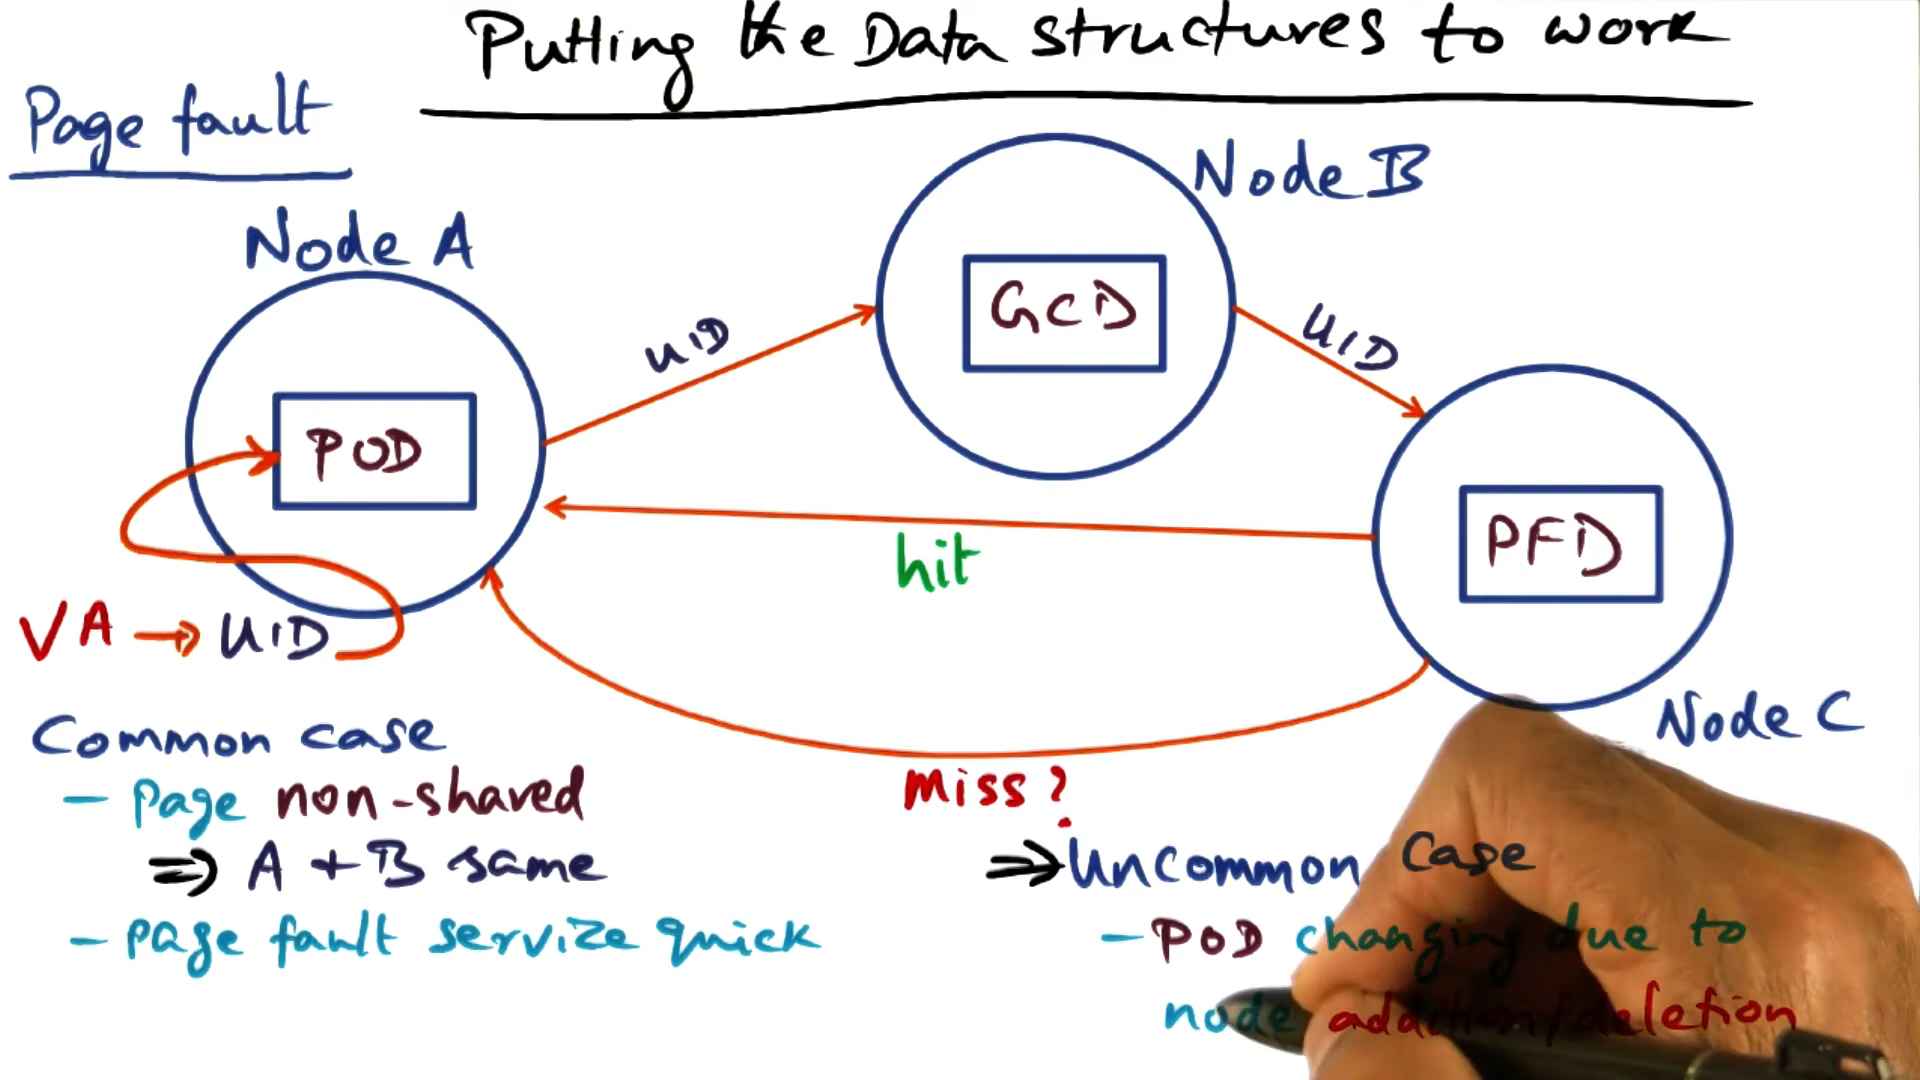 Putting the Data structures to work
Page fault
Node A
Node B
Node C
POD
GCD
PFD
UID
UID
hit
VA → UID
Miss?
Common case
- page non-shared
⇒ A + B same
- page fault service quick
⇒ Uncommon Case
- POD changing due to
node addition/deletion